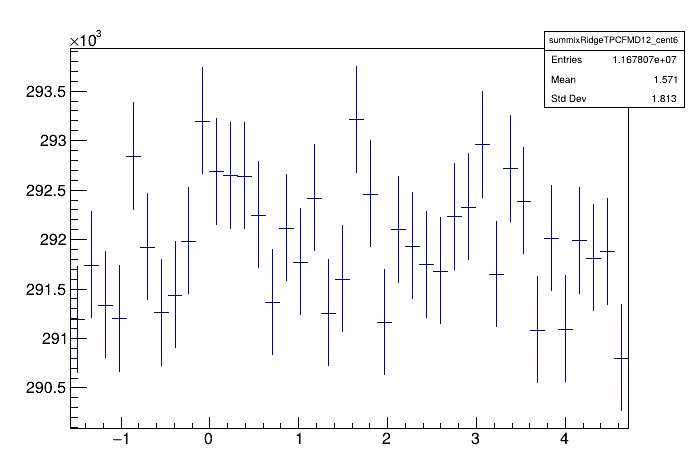 ×10³
summixRidgeTPCFMD12_cent6
Entries 1.167807e+07
Mean 1.571
Std Dev 1.813
293.5
293
292.5
292
291.5
291
290.5
−1 0 1 2 3 4